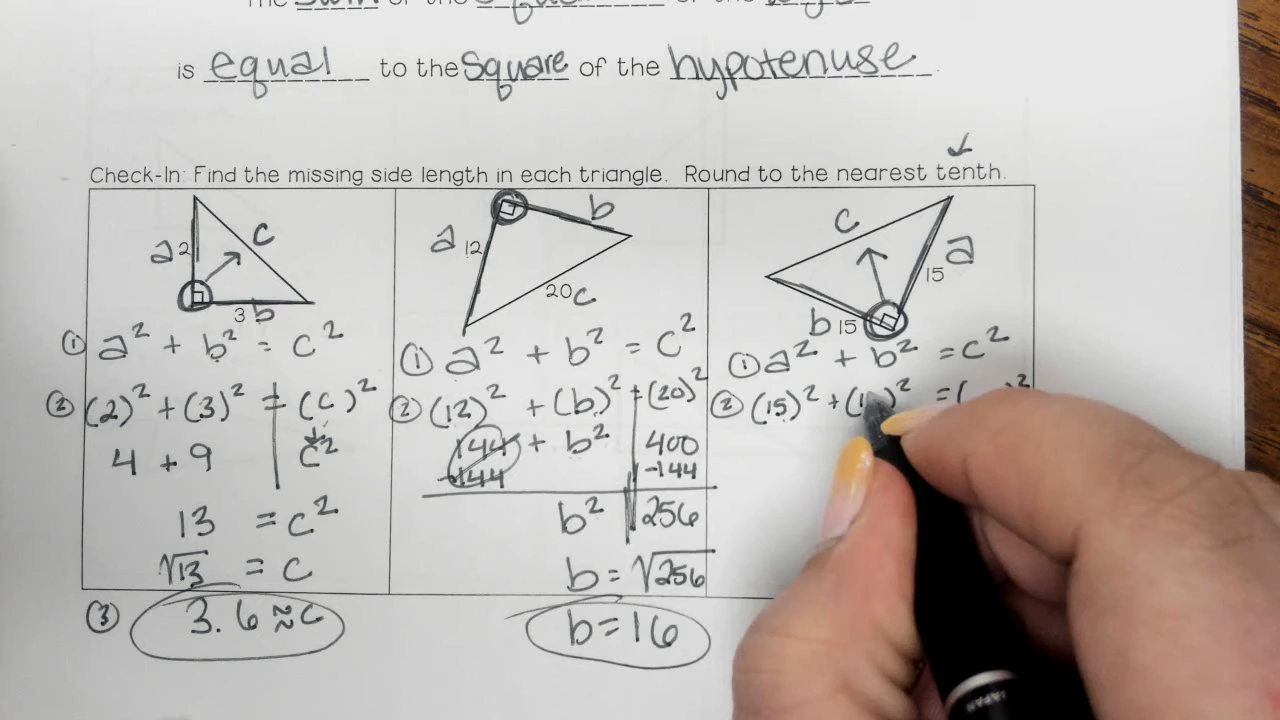 is equal to the square of the hypotenuse.
Check-In: Find the missing side length in each triangle. Round to the nearest tenth.
a 2 c
3 b
① a² + b² = c²
② (2)² + (3)² = (c)²
4 + 9 c²
13 = c²
√13 = c
③ 3.6 ≈ c
a 12 b
20 c
① a² + b² = c²
② (12)² + (b)² = (20)²
144 + b² 400
-144 -144
b² 256
b = √256
b = 16
c
15 a
b 15
① a² + b² = c²
② (15)² + (1 )² = (
JAPAN